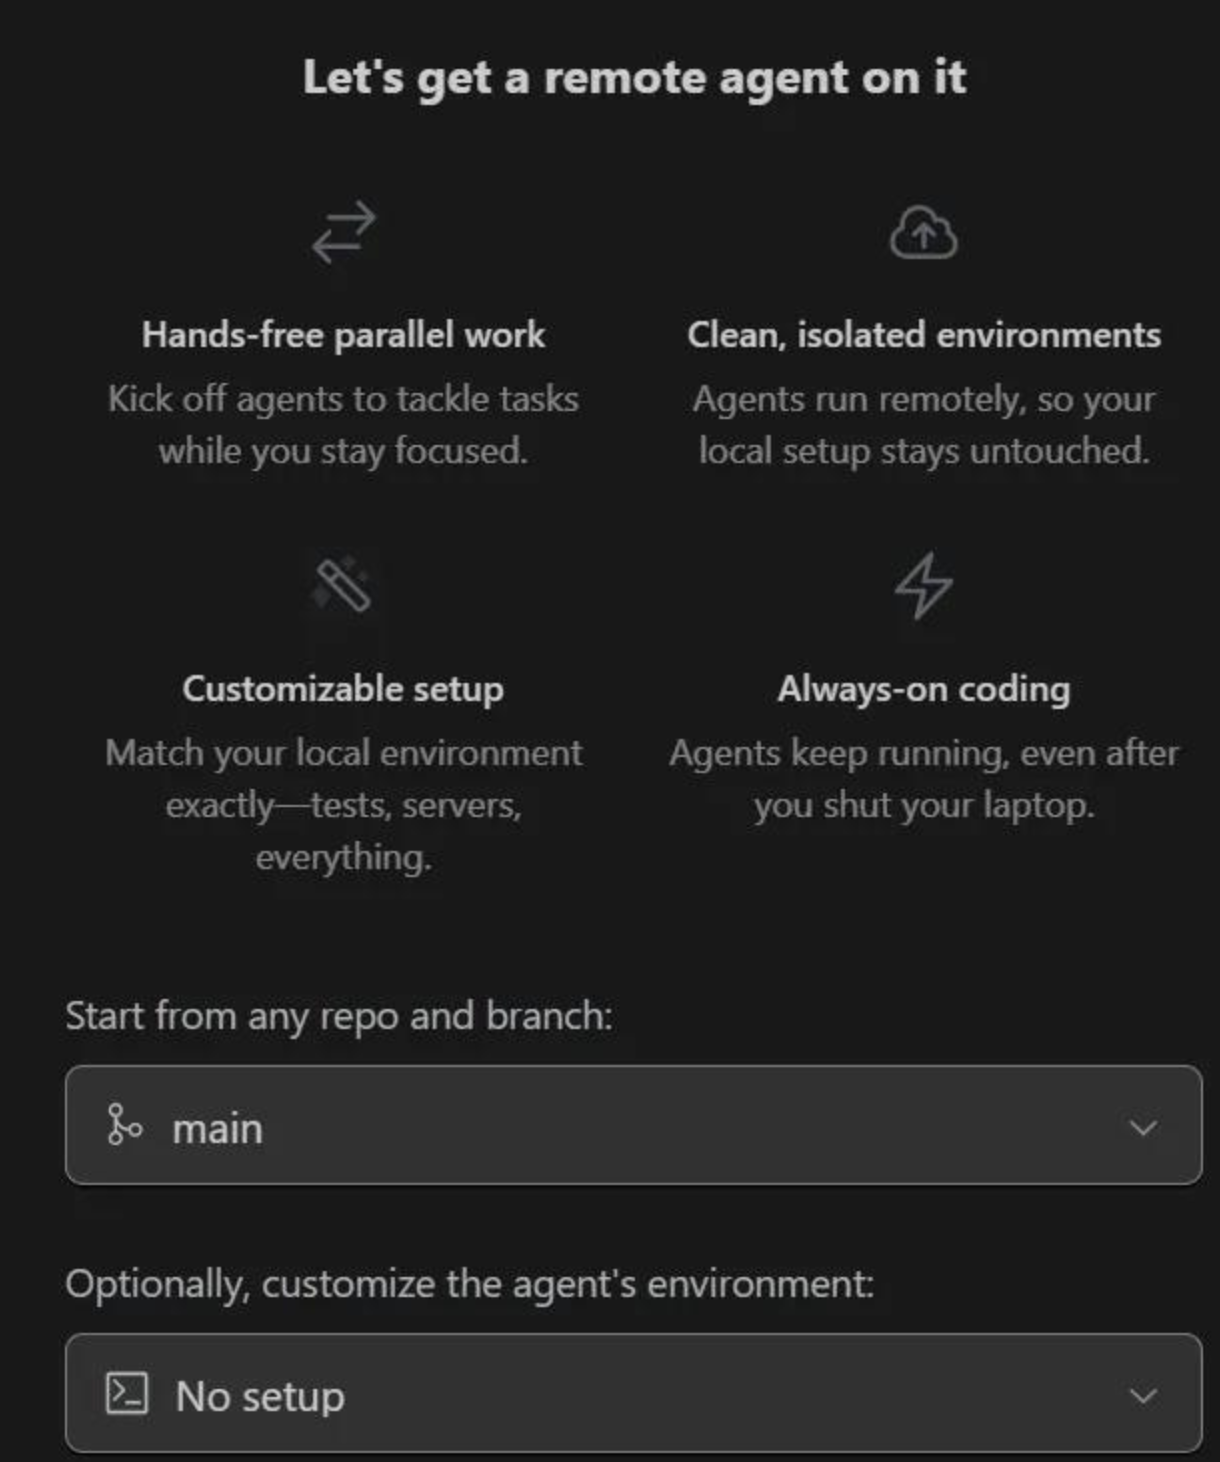 Let's get a remote agent on it
Hands-free parallel work
Kick off agents to tackle tasks
while you stay focused.
Clean, isolated environments
Agents run remotely, so your
local setup stays untouched.
Customizable setup
Match your local environment
exactly—tests, servers,
everything.
Always-on coding
Agents keep running, even after
you shut your laptop.
Start from any repo and branch:
main
Optionally, customize the agent's environment:
No setup